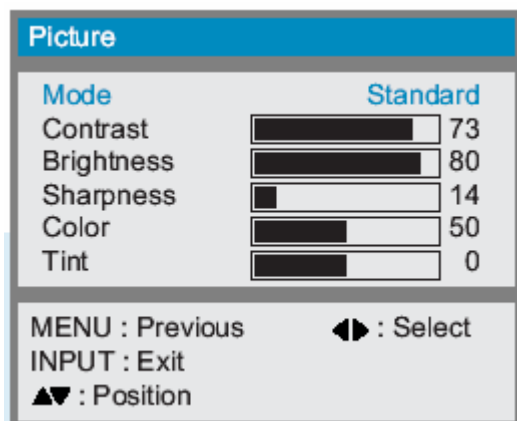 Picture
Mode Standard
Contrast 73
Brightness 80
Sharpness 14
Color 50
Tint 0
MENU : Previous ◀▶ : Select
INPUT : Exit
▲▼ : Position